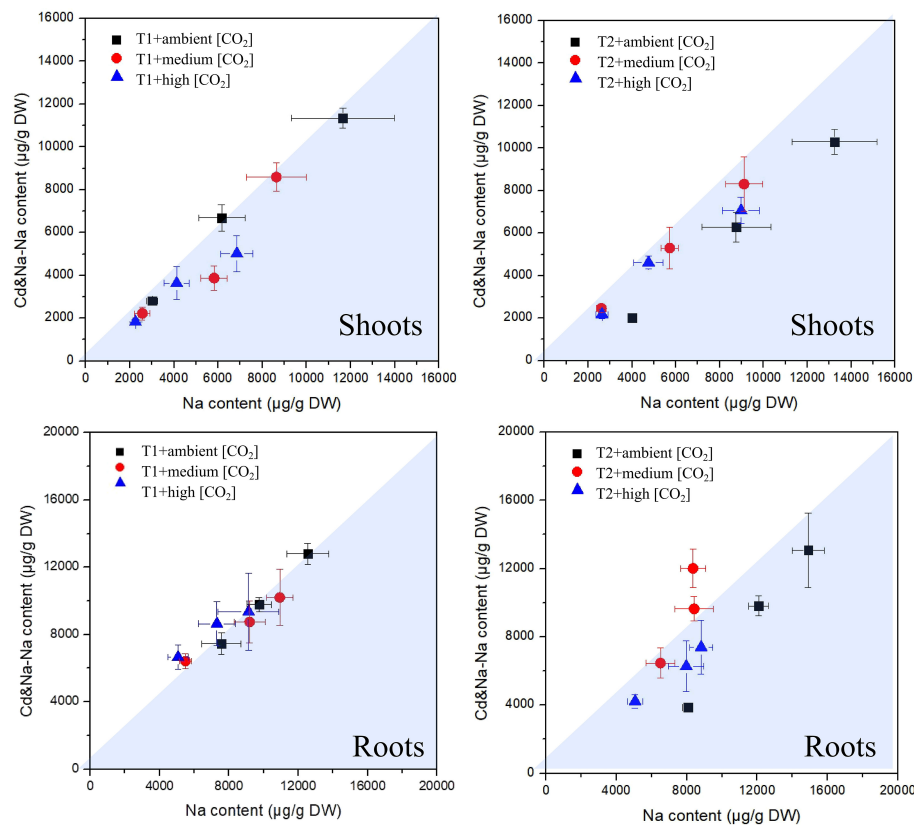 16000
14000
12000
10000
8000
6000
4000
2000
0
Cd&Na-Na content (μg/g DW)
T1+ambient [CO₂]
T1+medium [CO₂]
T1+high [CO₂]
Shoots
0 2000 4000 6000 8000 10000 12000 14000 16000
Na content (μg/g DW)
16000
14000
12000
10000
8000
6000
4000
2000
0
Cd&Na-Na content (μg/g DW)
T2+ambient [CO₂]
T2+medium [CO₂]
T2+high [CO₂]
Shoots
0 2000 4000 6000 8000 10000 12000 14000 16000
Na content (μg/g DW)
20000
16000
12000
8000
4000
0
Cd&Na-Na content (μg/g DW)
T1+ambient [CO₂]
T1+medium [CO₂]
T1+high [CO₂]
Roots
0 4000 8000 12000 16000 20000
Na content (μg/g DW)
20000
16000
12000
8000
4000
0
Cd&Na-Na content (μg/g DW)
T2+ambient [CO₂]
T2+medium [CO₂]
T2+high [CO₂]
Roots
0 4000 8000 12000 16000 20000
Na content (μg/g DW)